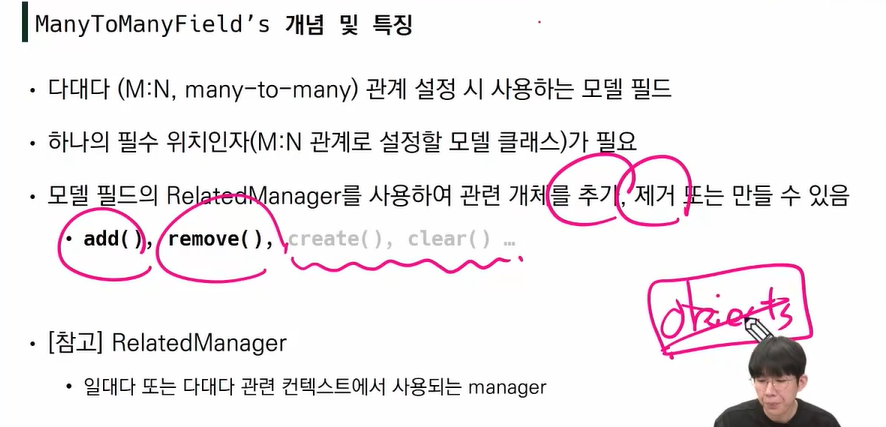 ManyToManyField's 개념 및 특징
• 다대다 (M:N, many-to-many) 관계 설정 시 사용하는 모델 필드
• 하나의 필수 위치인자(M:N 관계로 설정할 모델 클래스)가 필요
• 모델 필드의 RelatedManager를 사용하여 관련 개체를 추가, 제거 또는 만들 수 있음
• add(), remove(), create(), clear() …
objects
• [참고] RelatedManager
• 일대다 또는 다대다 관련 컨텍스트에서 사용되는 manager